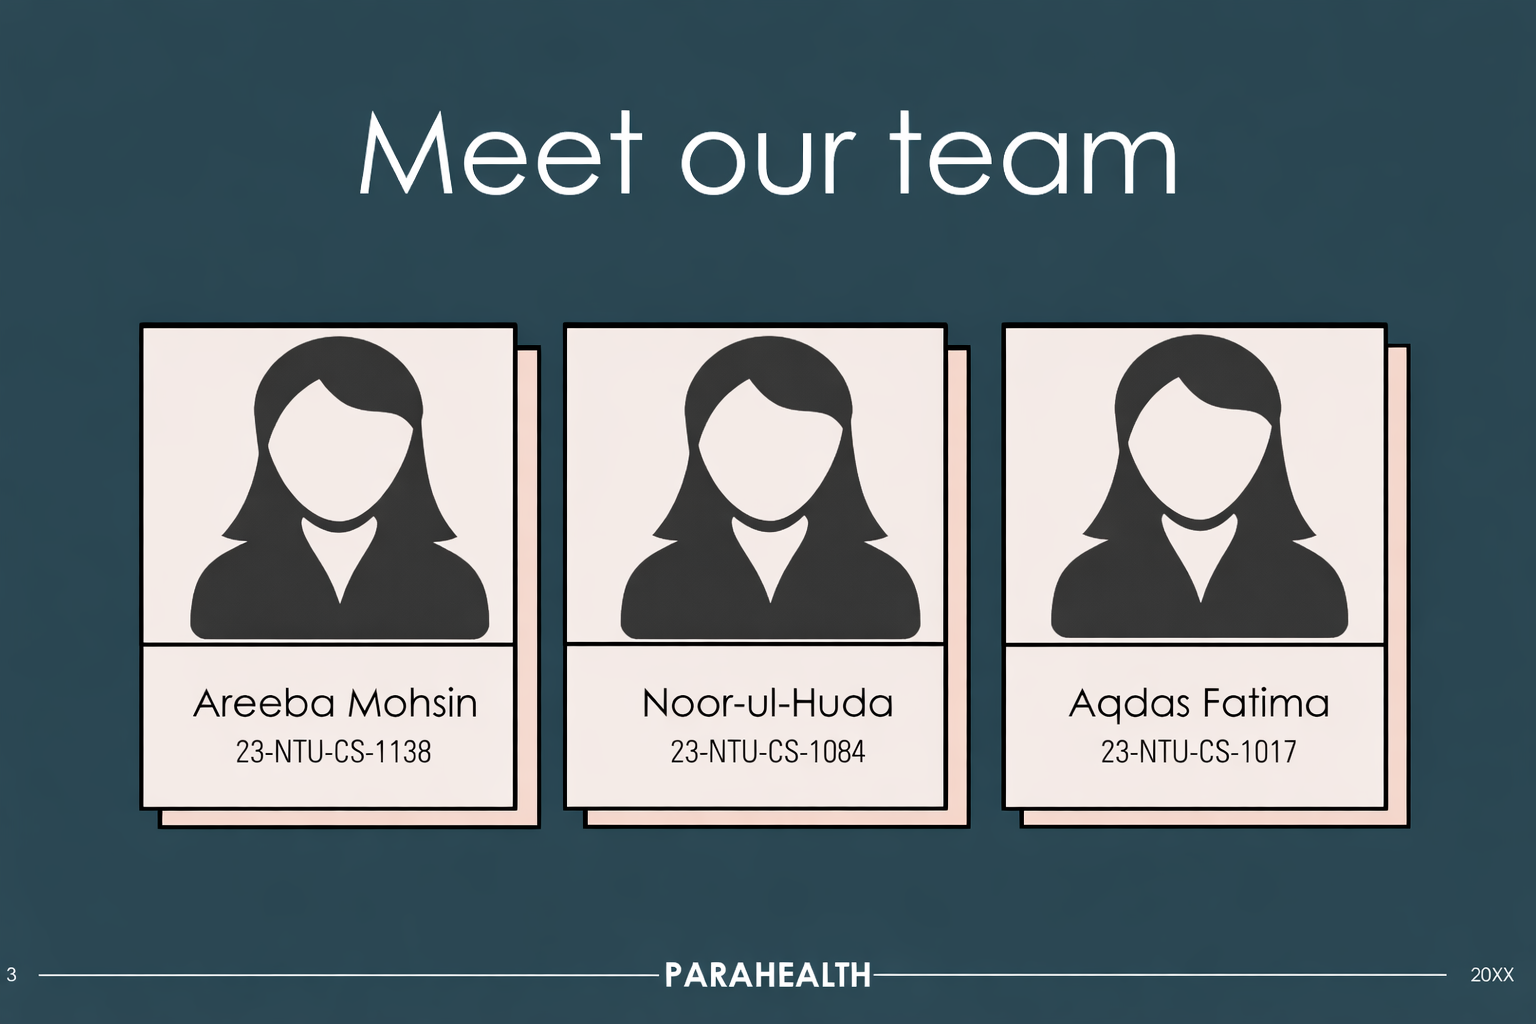 Meet our team
Areeba Mohsin
23-NTU-CS-1138
Noor-ul-Huda
23-NTU-CS-1084
Aqdas Fatima
23-NTU-CS-1017
3
PARAHEALTH
20XX